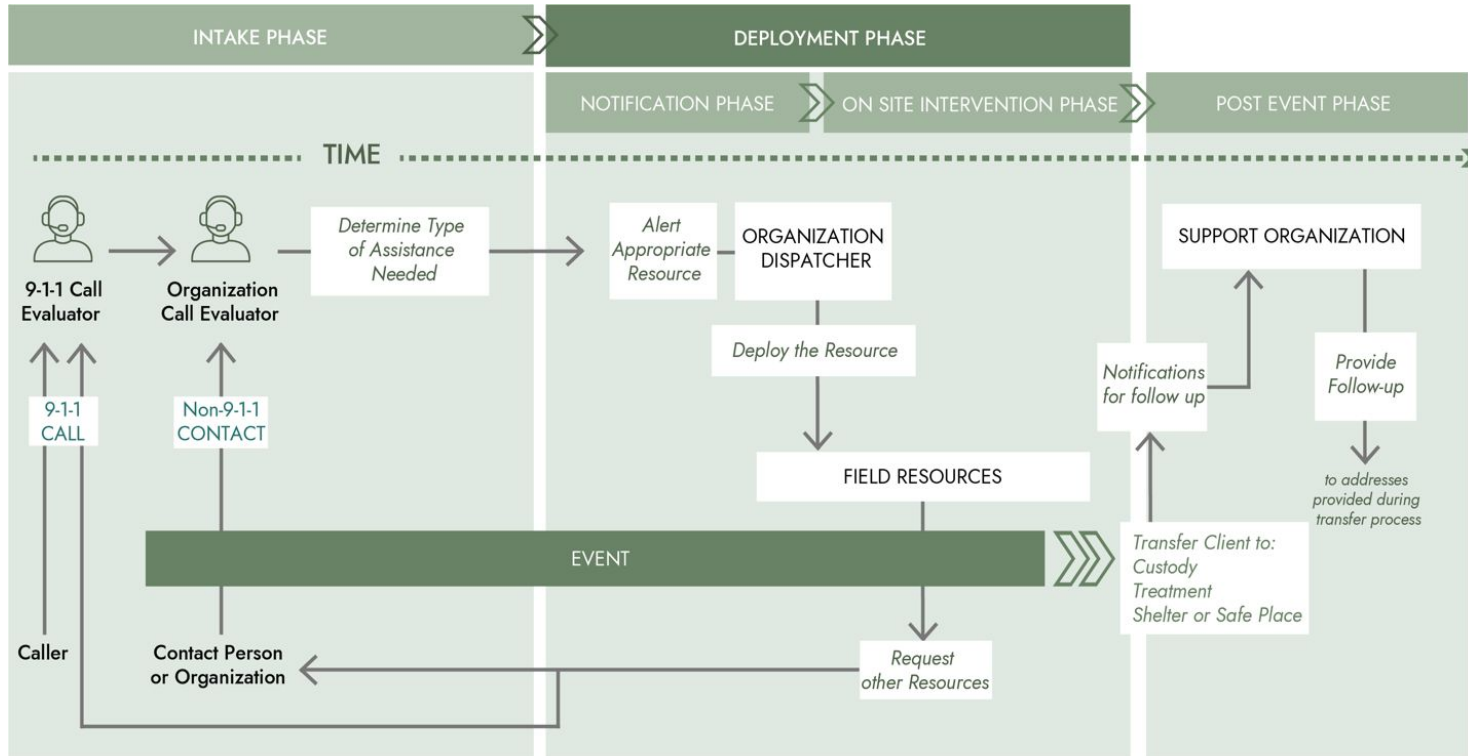 INTAKE PHASE
DEPLOYMENT PHASE
NOTIFICATION PHASE
ON SITE INTERVENTION PHASE
POST EVENT PHASE
TIME
9-1-1 Call
Evaluator
Organization
Call Evaluator
Determine Type
of Assistance
Needed
Alert
Appropriate
Resource
ORGANIZATION
DISPATCHER
SUPPORT ORGANIZATION
Deploy the Resource
Notifications
for follow up
Provide
Follow-up
9-1-1
CALL
Non-9-1-1
CONTACT
FIELD RESOURCES
to addresses
provided during
transfer process
EVENT
Transfer Client to:
Custody
Treatment
Shelter or Safe Place
Caller
Contact Person
or Organization
Request
other Resources